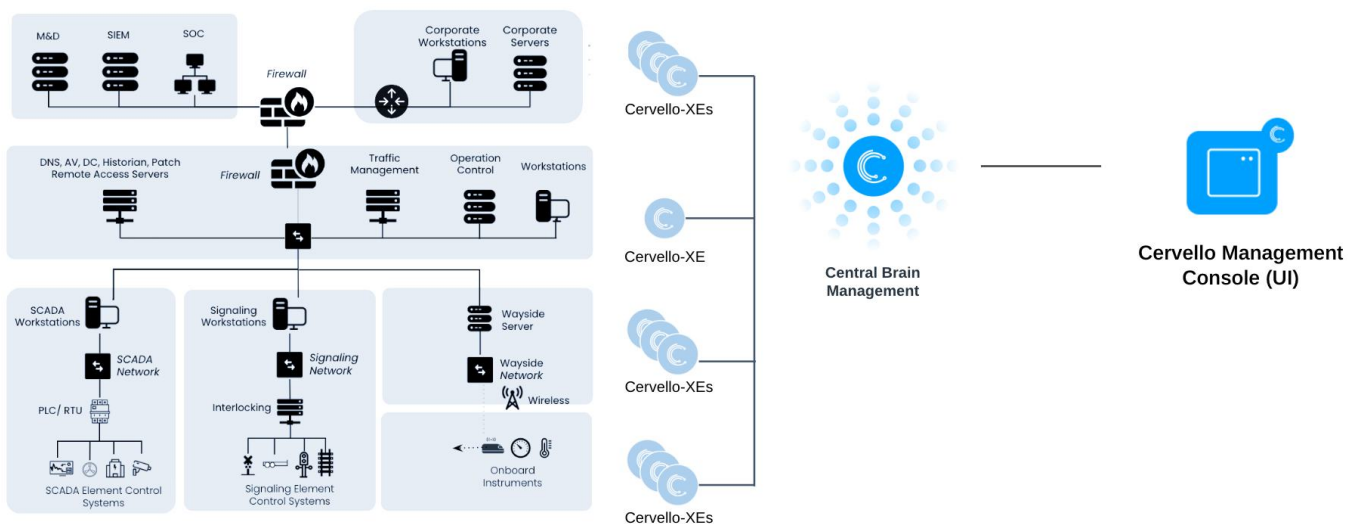 M&D
SIEM
SOC
Firewall
Corporate
Workstations
Corporate
Servers
DNS, AV, DC, Historian, Patch
Remote Access Servers
Firewall
Traffic
Management
Operation
Control
Workstations
SCADA
Workstations
SCADA
Network
PLC/ RTU
SCADA Element Control
Systems
Signaling
Workstations
Signaling
Network
Interlocking
Signaling Element
Control Systems
Wayside
Server
Wayside
Network
Wireless
Onboard
Instruments
Cervello-XEs
Cervello-XE
Cervello-XEs
Cervello-XEs
Central Brain
Management
Cervello Management
Console (UI)